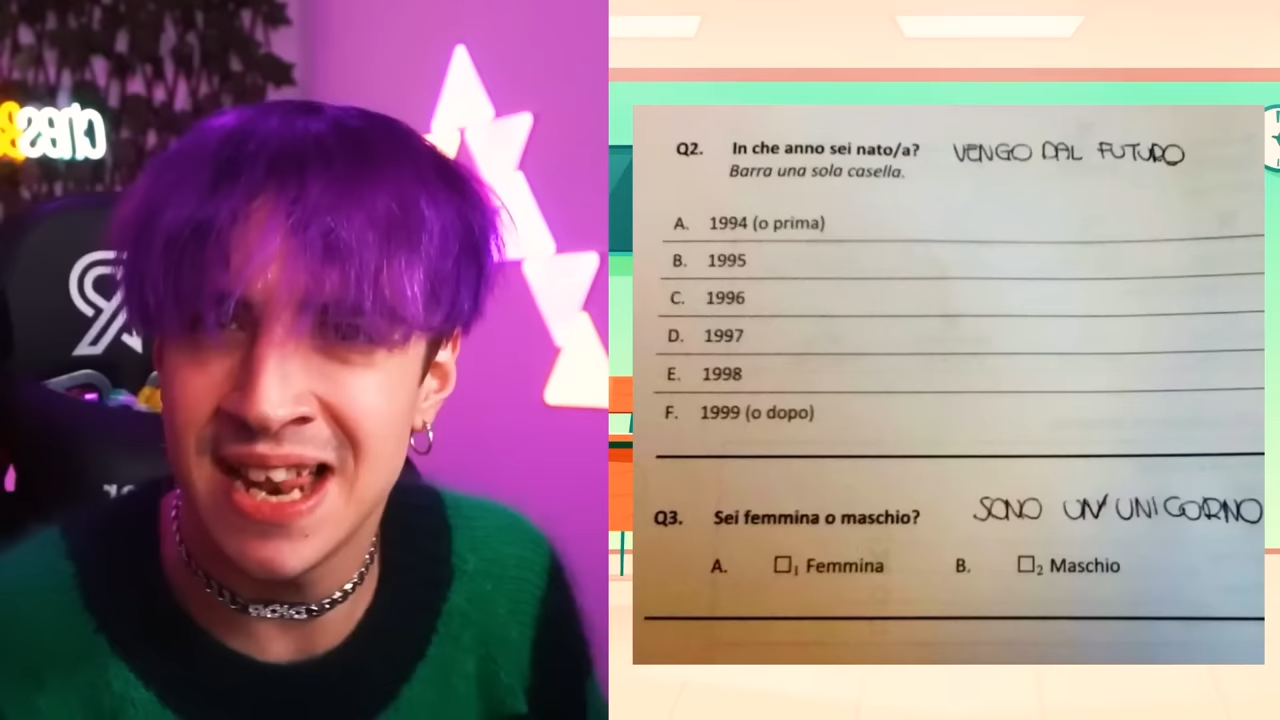 Q2. In che anno sei nato/a? VENGO DAL FUTURO
Barra una sola casella.
A. 1994 (o prima)
B. 1995
C. 1996
D. 1997
E. 1998
F. 1999 (o dopo)
Q3. Sei femmina o maschio? SONO UN'UNICORNO
A. □1 Femmina B. □2 Maschio